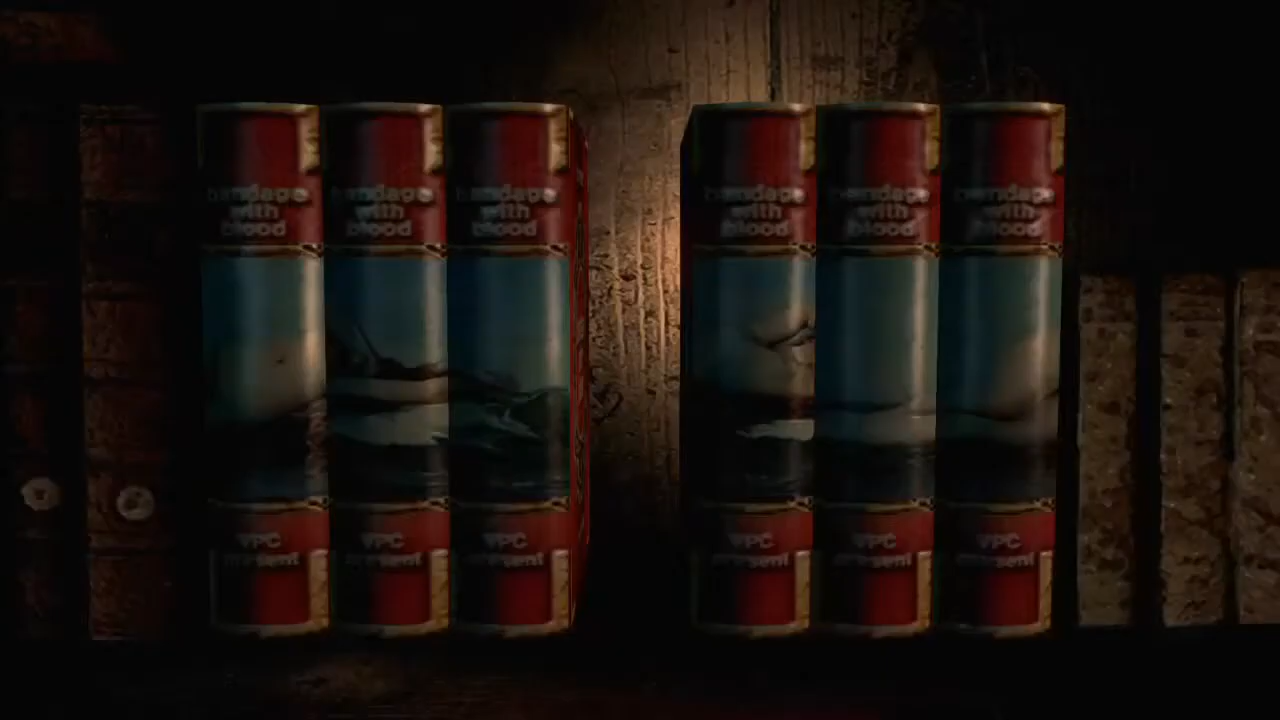 bandage
with
blood
bandage
with
blood
bandage
with
blood
bandage
with
blood
bandage
with
blood
bandage
with
blood
VPC
present
VPC
present
VPC
present
VPC
present
VPC
present
VPC
present